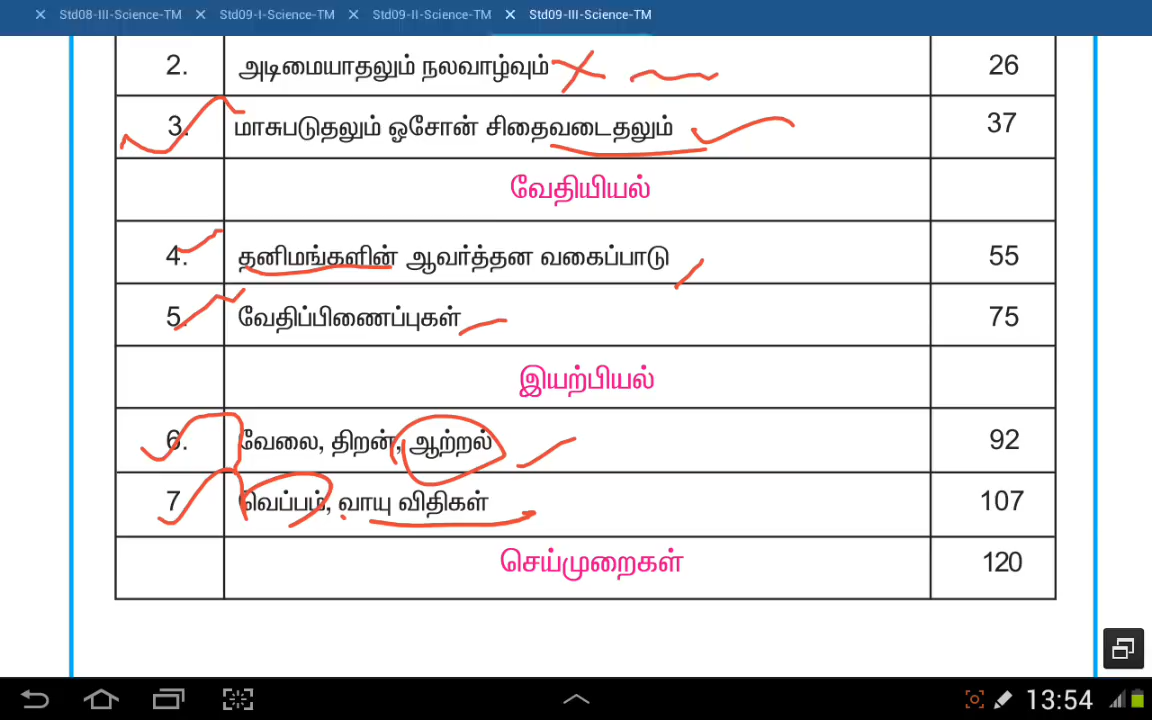 Std08-III-Science-TM Std09-I-Science-TM Std09-II-Science-TM Std09-III-Science-TM
2. அடிமையாதலும் நலவாழ்வும் 26
3. மாசுபடுதலும் ஓசோன் சிதைவடைதலும் 37
வேதியியல்
4. தனிமங்களின் ஆவர்த்தன வகைப்பாடு 55
5. வேதிப்பிணைப்புகள் 75
இயற்பியல்
6. வேலை, திறன், ஆற்றல் 92
7 வெப்பம், வாயு விதிகள் 107
செய்முறைகள் 120
13:54